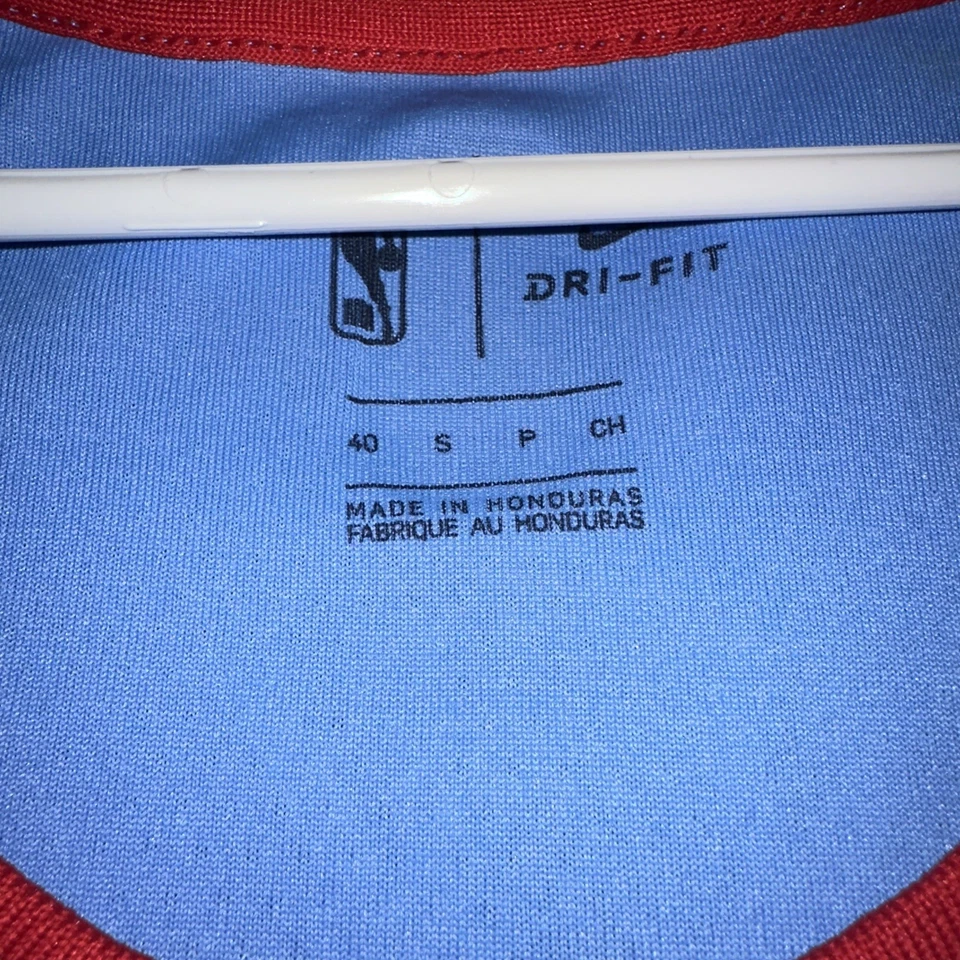 DRI-FIT
40 S P CH
MADE IN HONDURAS
FABRIQUE AU HONDURAS